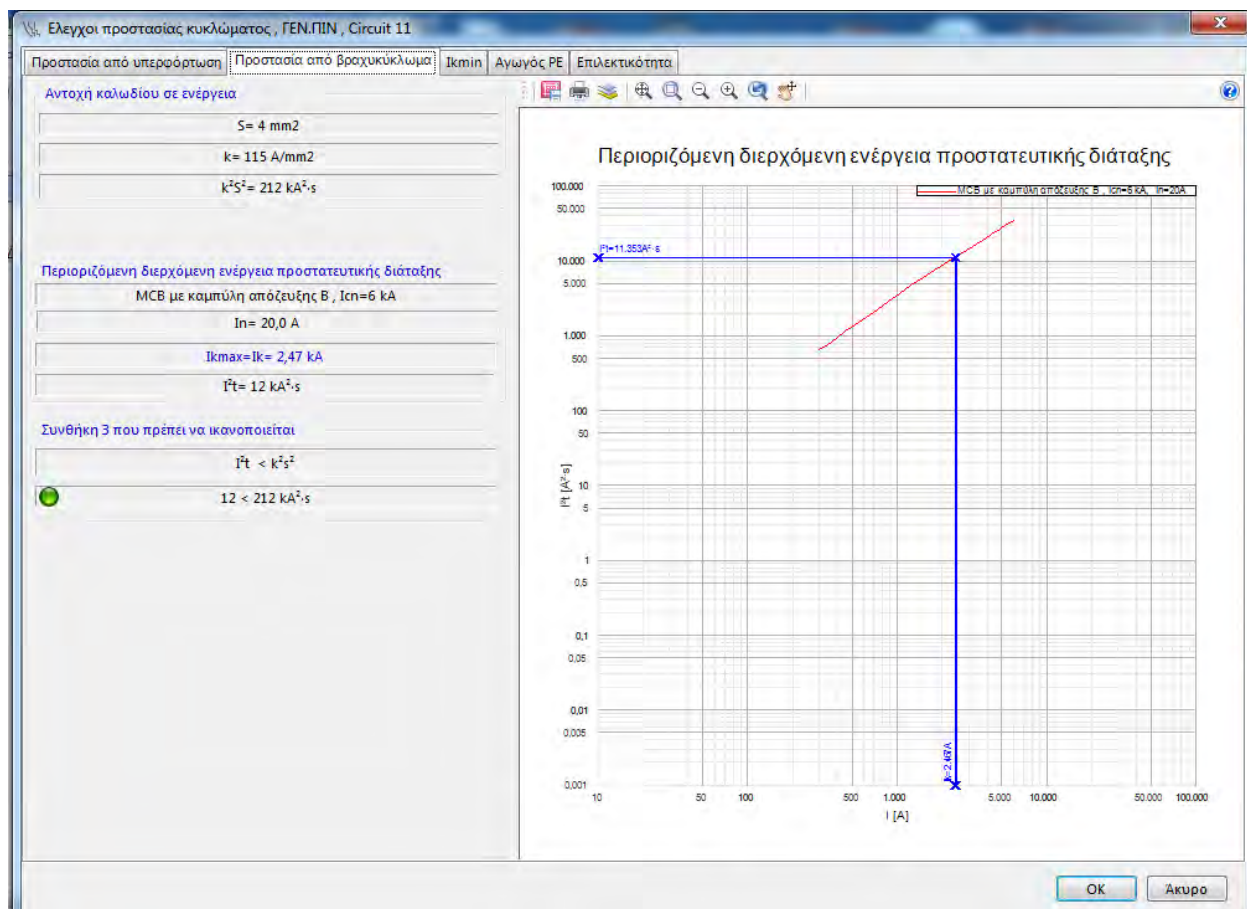 Ελεγχοι προστασίας κυκλώματος , ΓΕΝ.ΠΙΝ , Circuit 11
x
Προστασία από υπερφόρτωση Προστασία από βραχυκύκλωμα Ikmin Αγωγός PE Επιλεκτικότητα
Αντοχή καλωδίου σε ενέργεια
S= 4 mm2
k= 115 A/mm2
k²S²= 212 kA²·s
Περιοριζόμενη διερχόμενη ενέργεια προστατευτικής διάταξης
MCB με καμπύλη απόζευξης B , Icn=6 kA
In= 20,0 A
Ikmax=Ik= 2,47 kA
I²t= 12 kA²·s
Συνθήκη 3 που πρέπει να ικανοποιείται
I²t < k²s²
12 < 212 kA²·s
?
Περιοριζόμενη διερχόμενη ενέργεια προστατευτικής διάταξης
MCB με καμπύλη απόζευξης B , Icn=6 kA, In=20A
100.000
50.000
I²t=11.353A²·s
10.000
5.000
1.000
500
100
50
10
5
1
0,5
0,1
0,05
0,01
0,005
0,001
I²t [A²·s]
Ik=2.467A
10 50 100 500 1.000 5.000 10.000 50.000 100.000
I [A]
OK Άκυρο